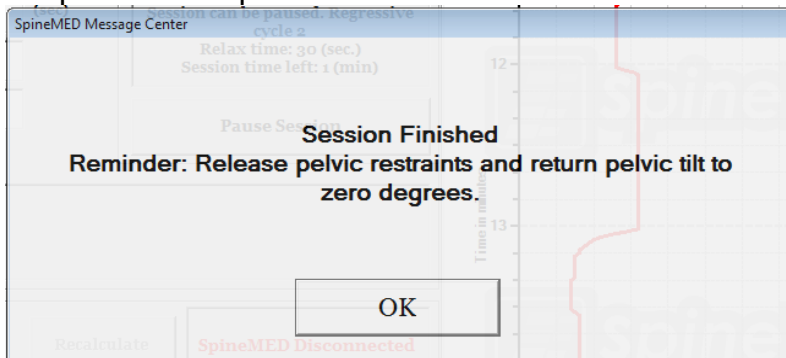 SpineMED Message Center
Session can be paused. Regressive
cycle 2
Relax time: 30 (sec.)
Session time left: 1 (min)
12
Pause Session
Session Finished
Reminder: Release pelvic restraints and return pelvic tilt to
zero degrees.
Time in minutes
13
OK
Recalculate
SpineMED Disconnected